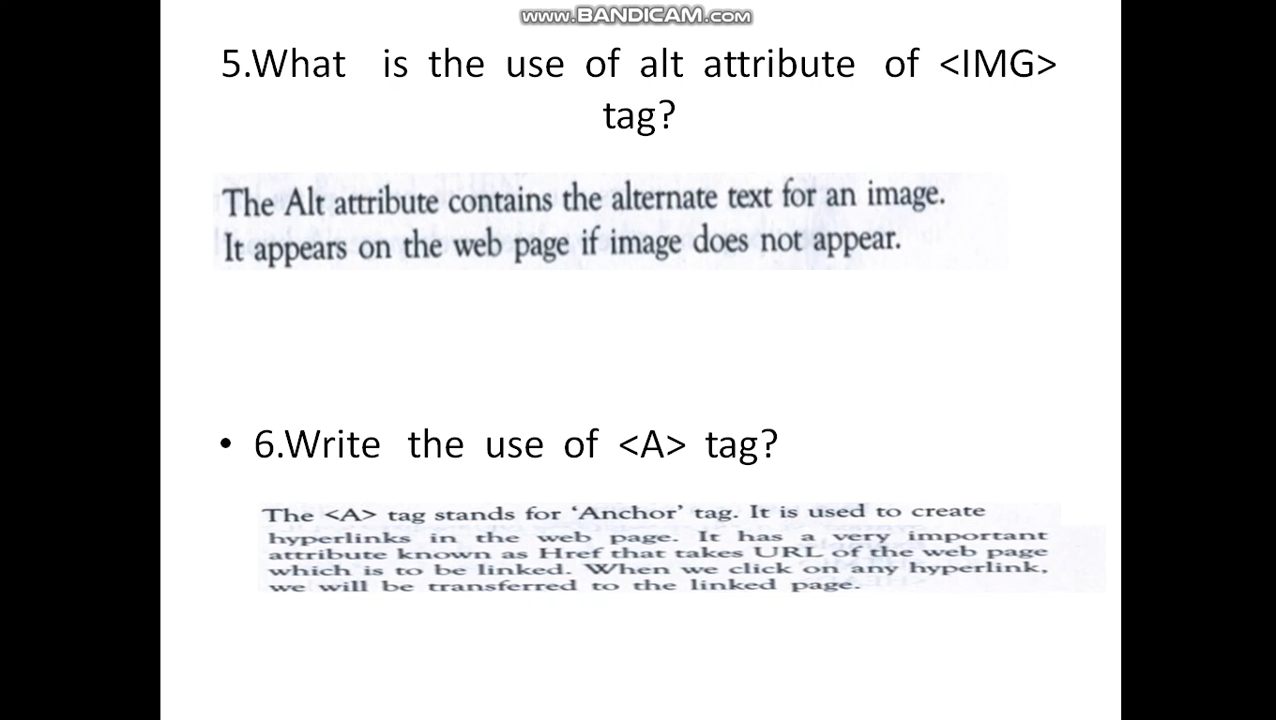 www.BANDICAM.com
5.What is the use of alt attribute of <IMG>
tag?
The Alt attribute contains the alternate text for an image.
It appears on the web page if image does not appear.
• 6.Write the use of <A> tag?
The <A> tag stands for ‘Anchor’ tag. It is used to create
hyperlinks in the web page. It has a very important
attribute known as Href that takes URL of the web page
which is to be linked. When we click on any hyperlink,
we will be transferred to the linked page.